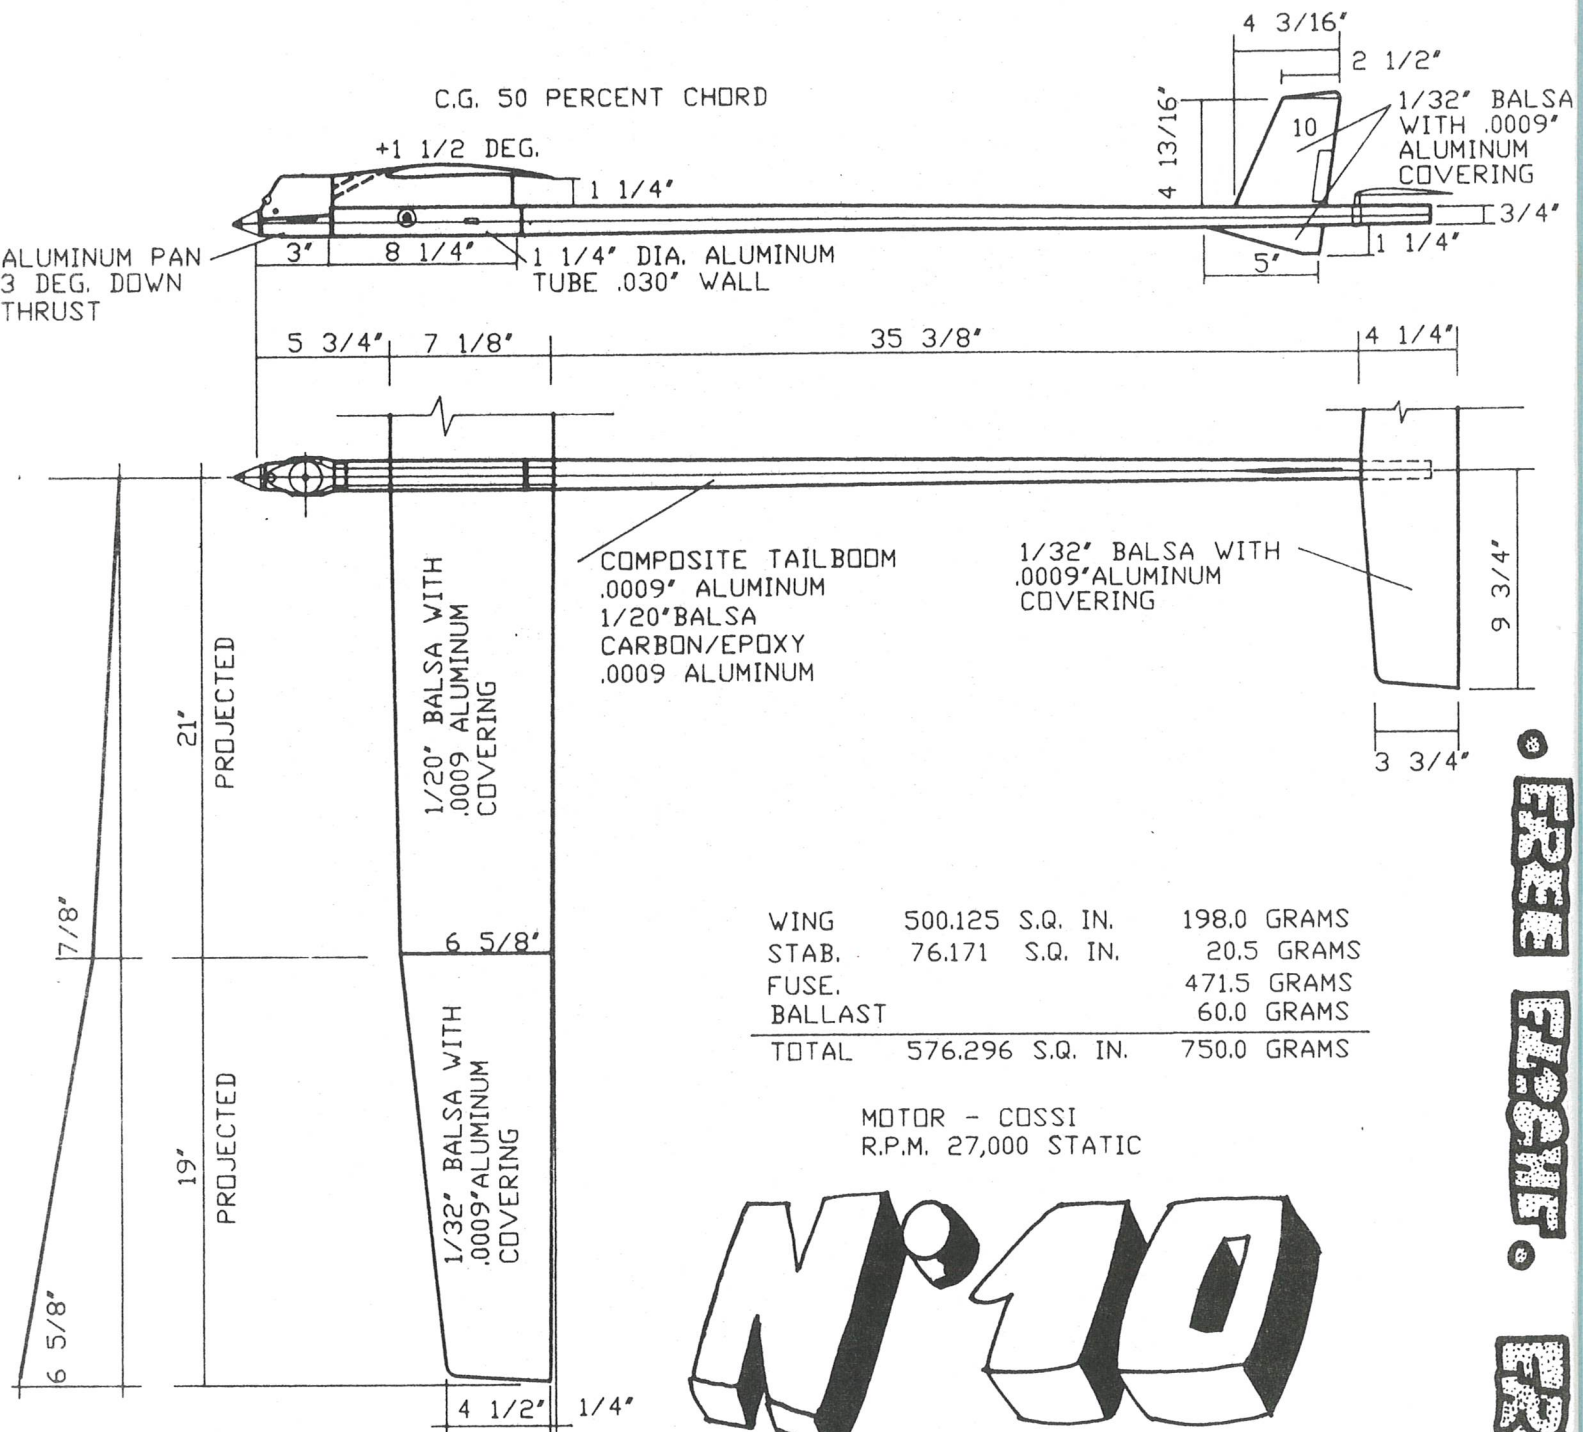 4 3/16"
2 1/2"
C.G. 50 PERCENT CHORD
4 13/16"
1/32" BALSA
WITH .0009"
ALUMINUM
COVERING
10
+1 1/2 DEG.
1 1/4"
3/4"
ALUMINUM PAN
3 DEG. DOWN
THRUST
3"
8 1/4"
1 1/4" DIA. ALUMINUM
TUBE .030" WALL
5"
1 1/4"
5 3/4"
7 1/8"
35 3/8"
4 1/4"
COMPOSITE TAILBOOM
.0009" ALUMINUM
1/20"BALSA
CARBON/EPOXY
.0009 ALUMINUM
1/32" BALSA WITH
.0009"ALUMINUM
COVERING
9 3/4"
3 3/4"
1/20" BALSA WITH
.0009 ALUMINUM
COVERING
21"
PROJECTED
7/8"
6 5/8"
WING 500.125 S.Q. IN. 198.0 GRAMS
STAB. 76.171 S.Q. IN. 20.5 GRAMS
FUSE. 471.5 GRAMS
BALLAST 60.0 GRAMS
TOTAL 576.296 S.Q. IN. 750.0 GRAMS
MOTOR - COSSI
R.P.M. 27,000 STATIC
1/32" BALSA WITH
.0009"ALUMINUM
COVERING
19"
PROJECTED
6 5/8"
4 1/2"
1/4"
N°10
• FREE FLIGHT • FR